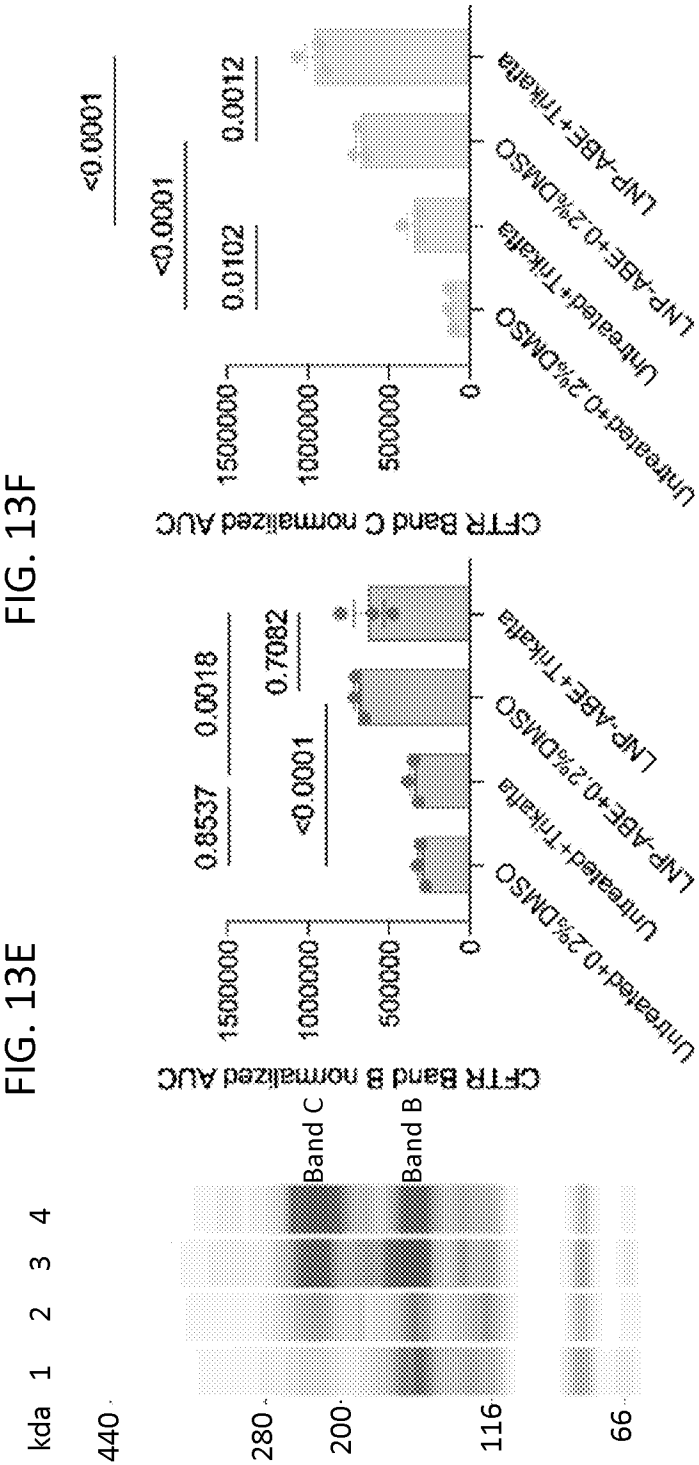 FIG. 13E
kda 1 2 3 4
440
280
200
116
66
Band C
Band B
CFTR Band B normalized AUC
1500000
1000000
500000
0
0.8537
0.0018
<0.0001
0.7082
Untreated+0.2%DMSO
Untreated+Trikafta
LNP-ABE+0.2%DMSO
LNP-ABE+Trikafta
FIG. 13F
CFTR Band C normalized AUC
1500000
1000000
500000
0
<0.0001
<0.0001
0.0102
0.0012
Untreated+0.2%DMSO
Untreated+Trikafta
LNP-ABE+0.2%DMSO
LNP-ABE+Trikafta